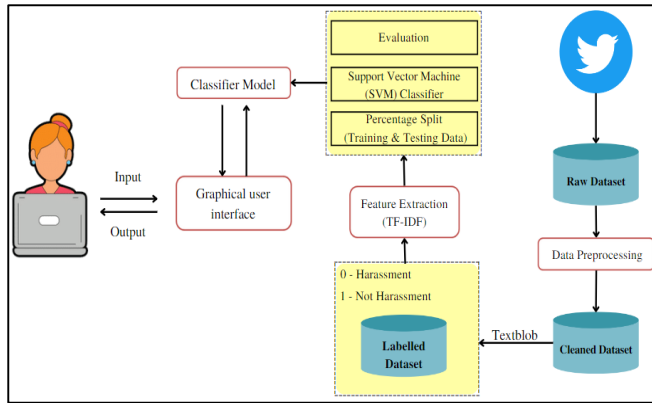 Evaluation
Support Vector Machine
(SVM) Classifier
Percentage Split
(Training & Testing Data)
Classifier Model
Graphical user
interface
Input
Output
Feature Extraction
(TF-IDF)
0 - Harassment
1 - Not Harassment
Labelled
Dataset
Textblob
Raw Dataset
Data Preprocessing
Cleaned Dataset